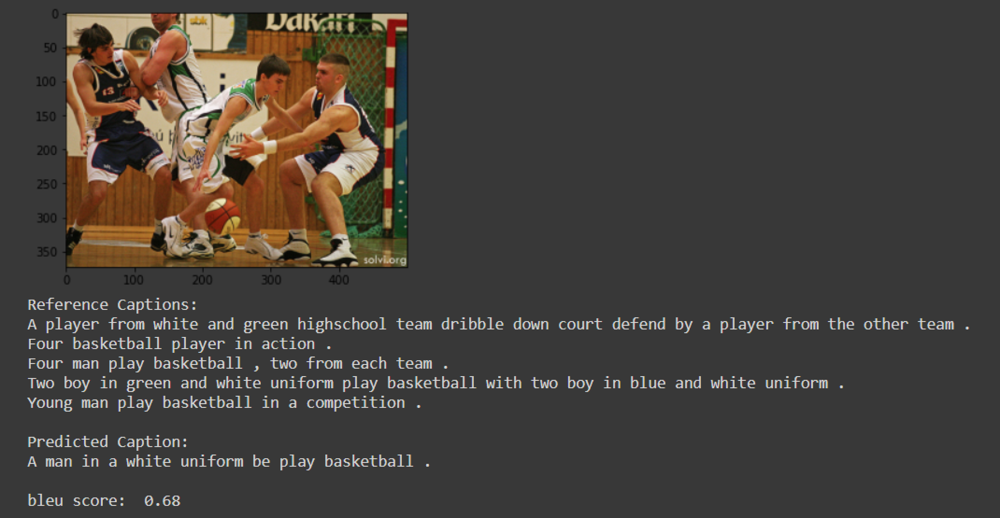 0
50
100
150
200
250
300
350
sbk
Dakari
13
solvi.org
0 100 200 300 400
Reference Captions:
A player from white and green highschool team dribble down court defend by a player from the other team .
Four basketball player in action .
Four man play basketball , two from each team .
Two boy in green and white uniform play basketball with two boy in blue and white uniform .
Young man play basketball in a competition .
Predicted Caption:
A man in a white uniform be play basketball .
bleu score: 0.68